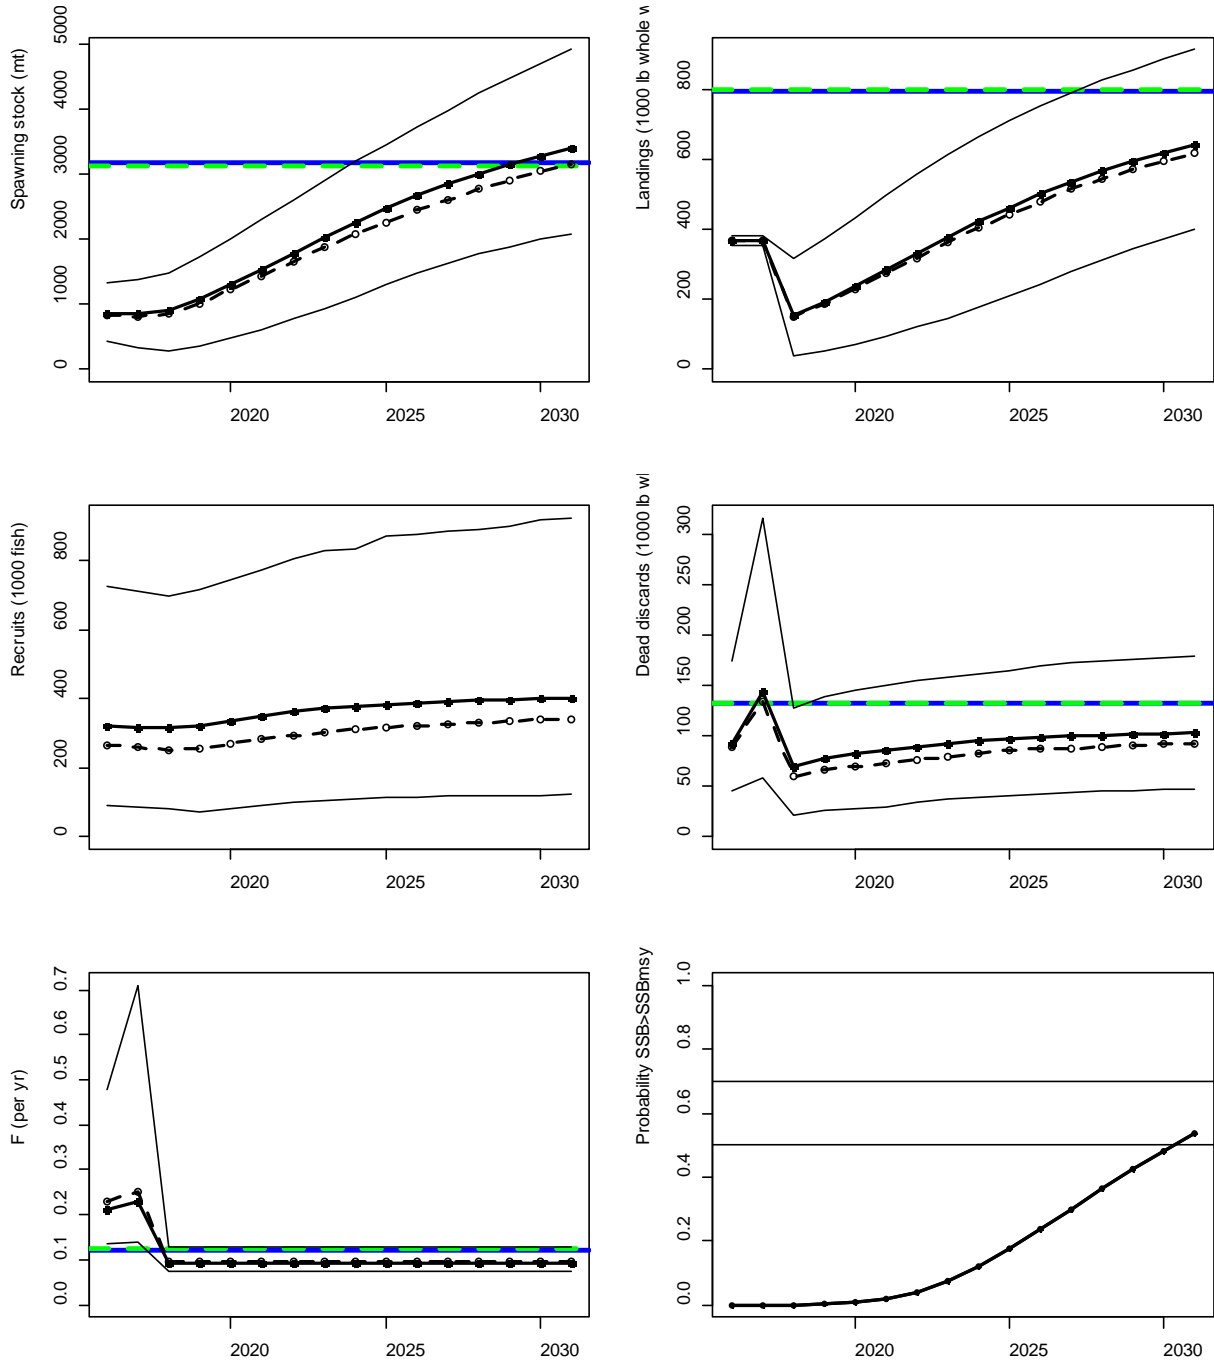 Spawning stock (mt)
0 1000 2000 3000 4000 5000
2020 2025 2030
Landings (1000 lb whole w
0 200 400 600 800
2020 2025 2030
Recruits (1000 fish)
0 200 400 600 800
2020 2025 2030
Dead discards (1000 lb w
0 50 100 150 200 250 300
2020 2025 2030
F (per yr)
0.0 0.1 0.2 0.3 0.4 0.5 0.6 0.7
2020 2025 2030
Probability SSB>SSBmsy
0.0 0.2 0.4 0.6 0.8 1.0
2020 2025 2030